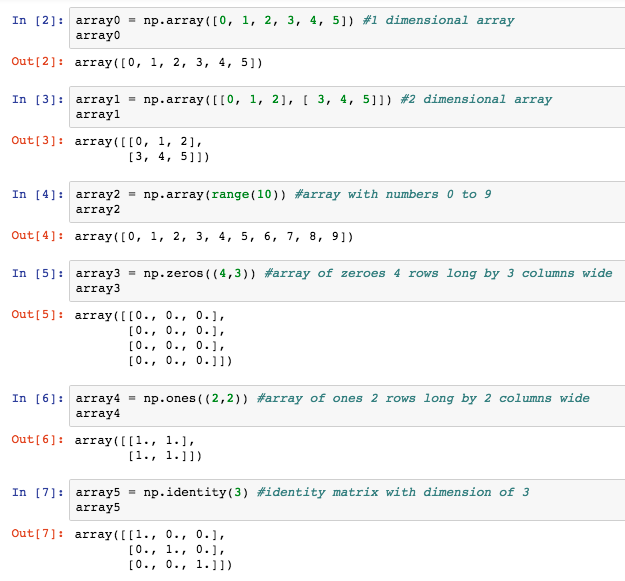 In [2]: array0 = np.array([0, 1, 2, 3, 4, 5]) #1 dimensional array
array0
Out[2]: array([0, 1, 2, 3, 4, 5])
In [3]: array1 = np.array([[0, 1, 2], [ 3, 4, 5]]) #2 dimensional array
array1
Out[3]: array([[0, 1, 2],
[3, 4, 5]])
In [4]: array2 = np.array(range(10)) #array with numbers 0 to 9
array2
Out[4]: array([0, 1, 2, 3, 4, 5, 6, 7, 8, 9])
In [5]: array3 = np.zeros((4,3)) #array of zeroes 4 rows long by 3 columns wide
array3
Out[5]: array([[0., 0., 0.],
[0., 0., 0.],
[0., 0., 0.],
[0., 0., 0.]])
In [6]: array4 = np.ones((2,2)) #array of ones 2 rows long by 2 columns wide
array4
Out[6]: array([[1., 1.],
[1., 1.]])
In [7]: array5 = np.identity(3) #identity matrix with dimension of 3
array5
Out[7]: array([[1., 0., 0.],
[0., 1., 0.],
[0., 0., 1.]])